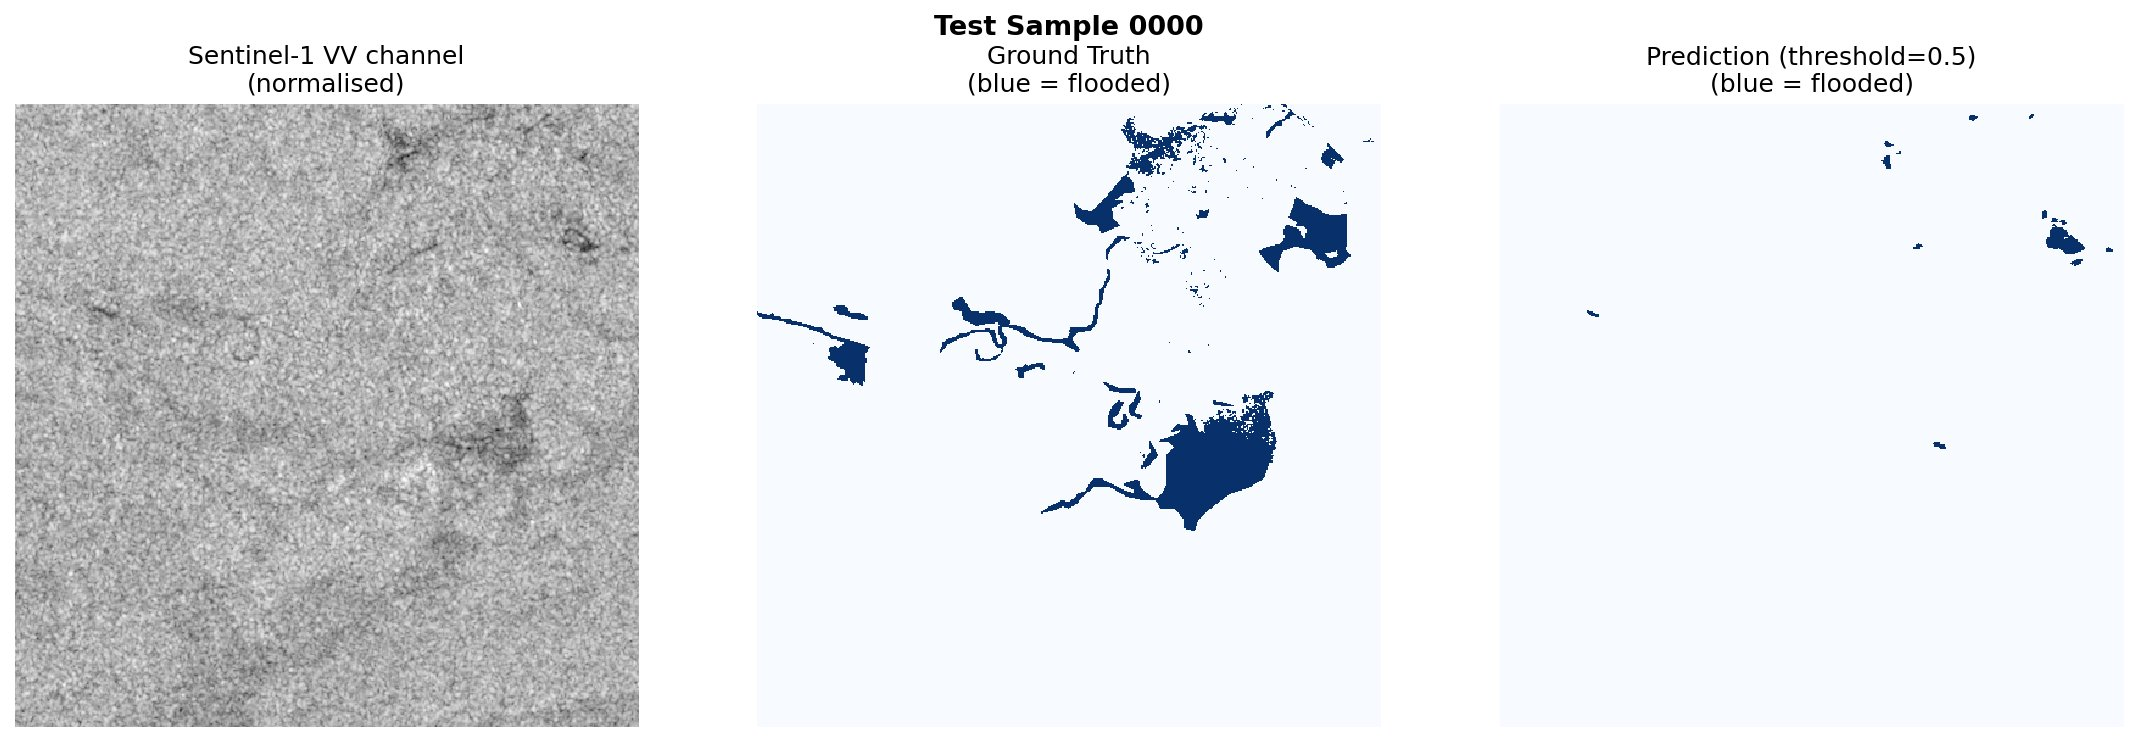 Test Sample 0000
Sentinel-1 VV channel
(normalised)
Ground Truth
(blue = flooded)
Prediction (threshold=0.5)
(blue = flooded)